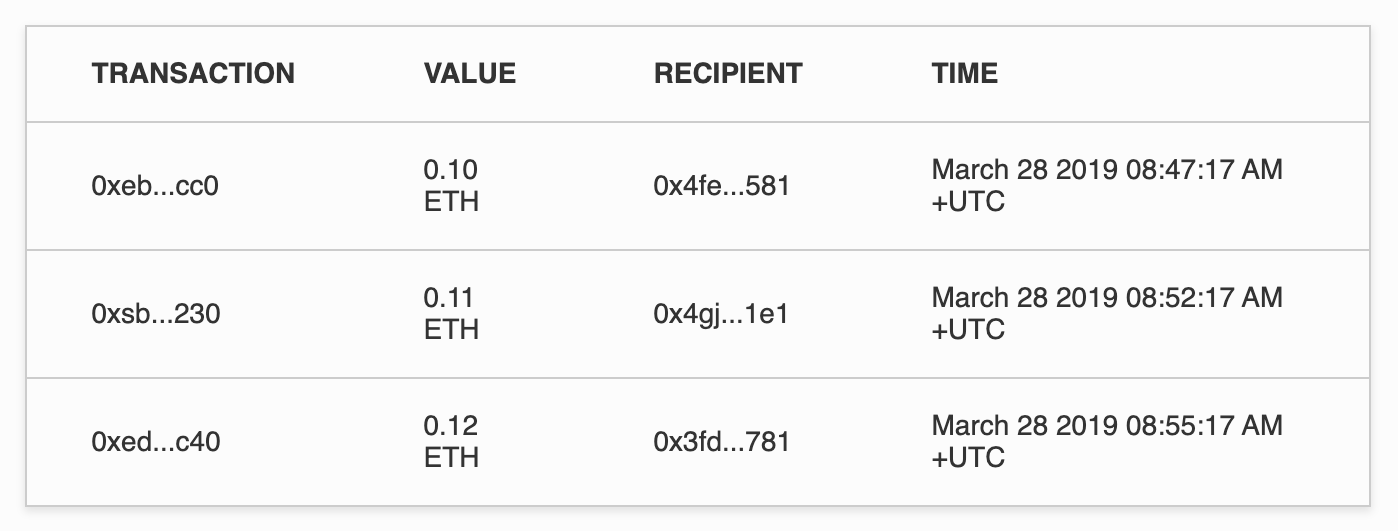 TRANSACTION VALUE RECIPIENT TIME
0xeb...cc0 0.10 ETH 0x4fe...581 March 28 2019 08:47:17 AM +UTC
0xsb...230 0.11 ETH 0x4gj...1e1 March 28 2019 08:52:17 AM +UTC
0xed...c40 0.12 ETH 0x3fd...781 March 28 2019 08:55:17 AM +UTC